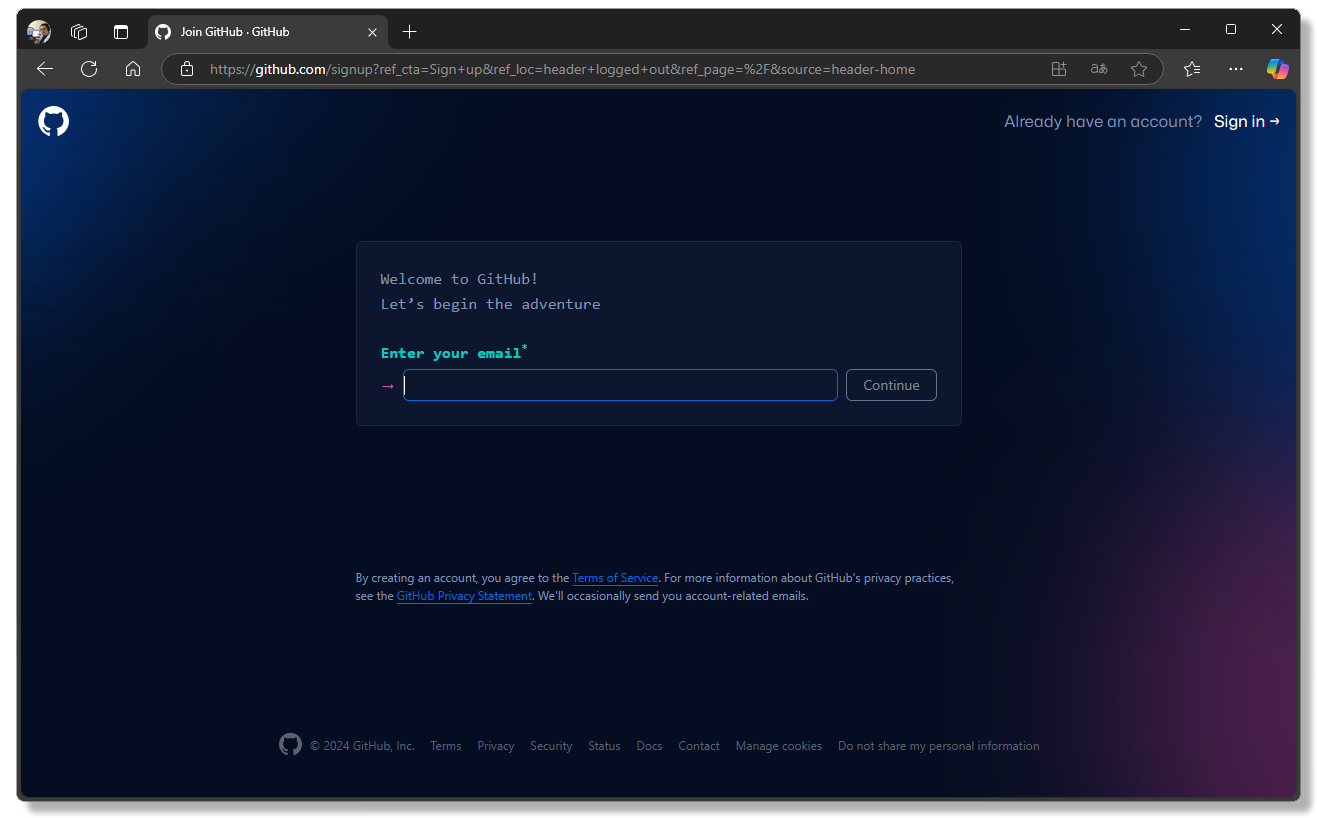 Join GitHub · GitHub
https://github.com/signup?ref_cta=Sign+up&ref_loc=header+logged+out&ref_page=%2F&source=header-home
aあ
Already have an account? Sign in →
Welcome to GitHub!
Let’s begin the adventure
Enter your email*
→
Continue
By creating an account, you agree to the Terms of Service. For more information about GitHub's privacy practices,
see the GitHub Privacy Statement. We'll occasionally send you account-related emails.
© 2024 GitHub, Inc. Terms Privacy Security Status Docs Contact Manage cookies Do not share my personal information